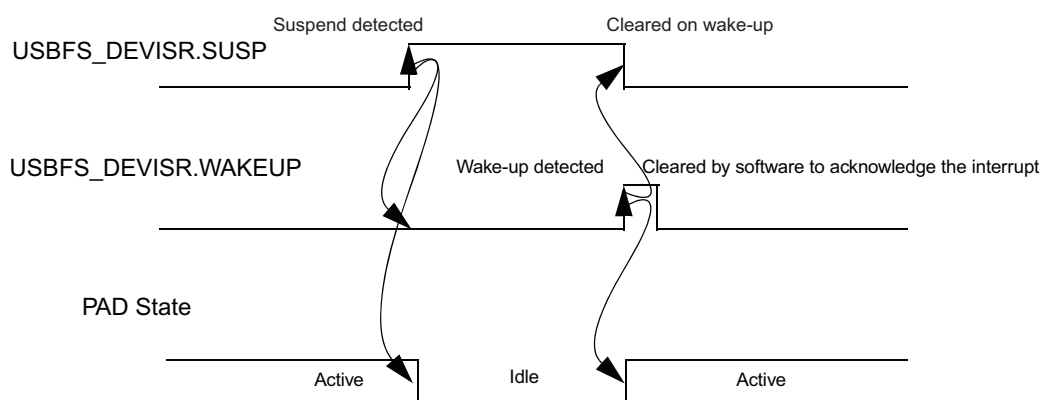 Suspend detected
Cleared on wake-up
USBFS_DEVISR.SUSP
USBFS_DEVISR.WAKEUP
Wake-up detected
Cleared by software to acknowledge the interrupt
PAD State
Active
Idle
Active